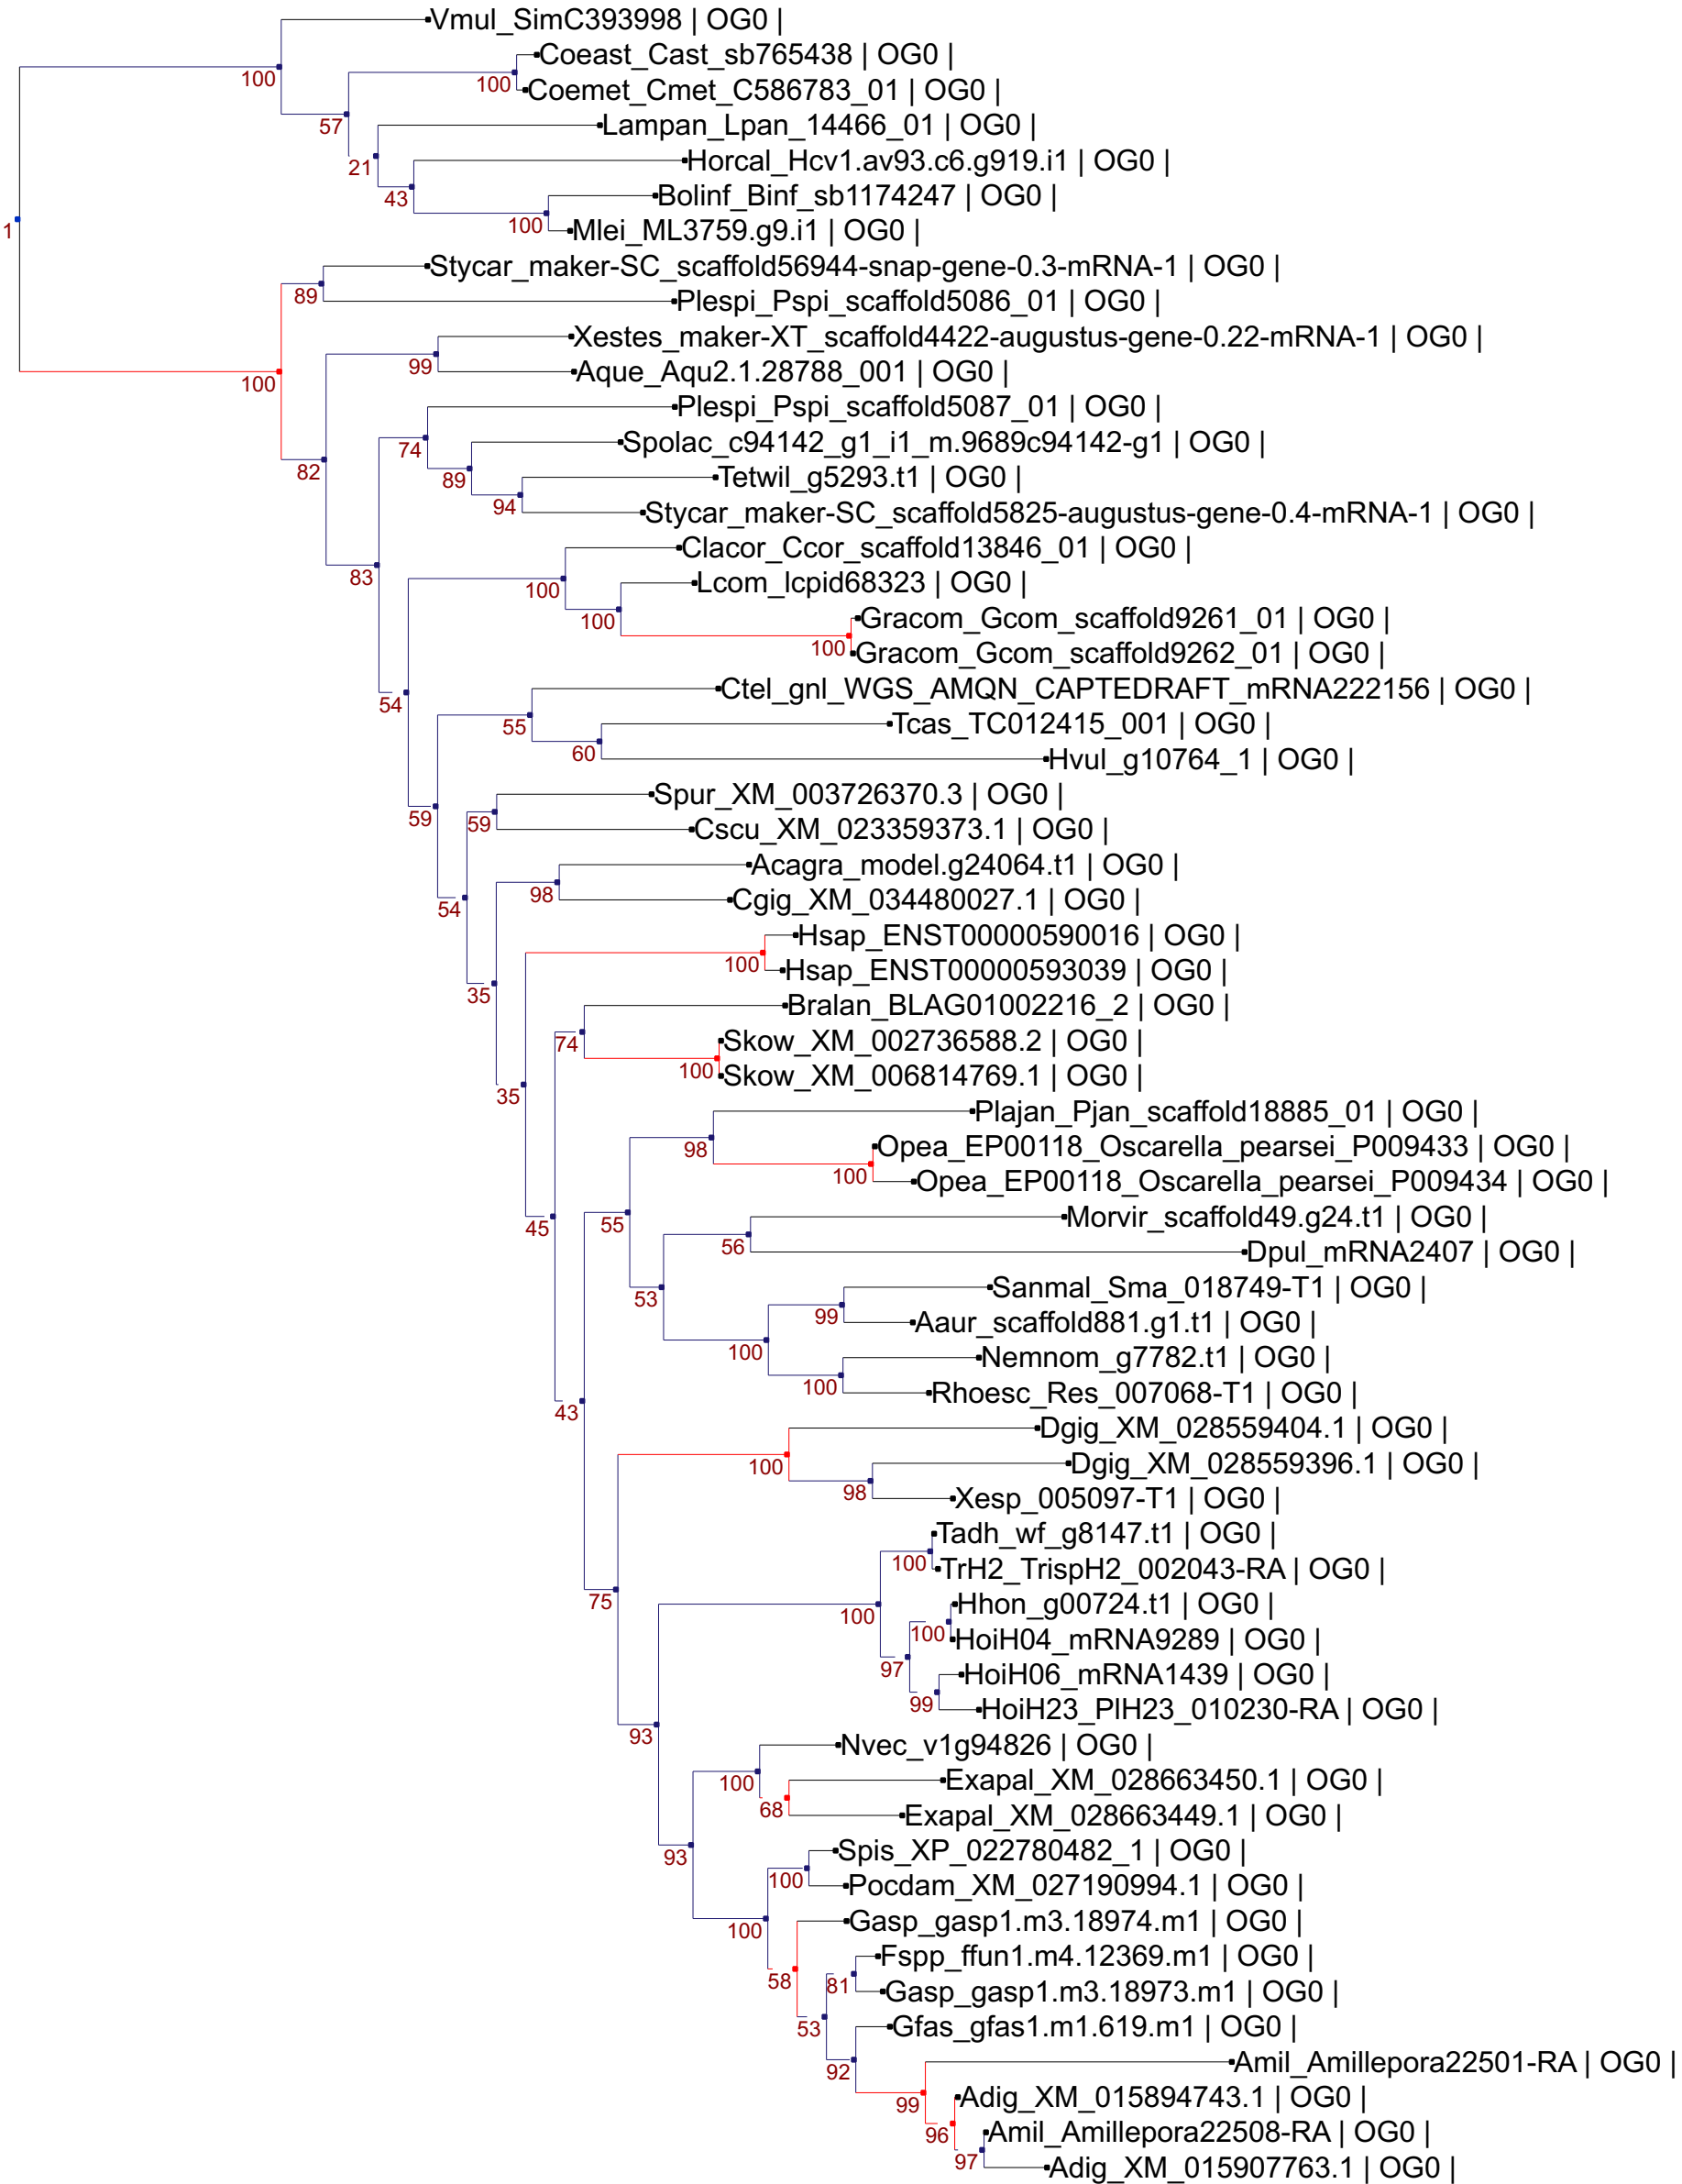 Vmul_SimC393998 | OG0 |
Coeast_Cast_sb765438 | OG0 |
100
100
Coemet_Cmet_C586783_01 | OG0 |
57
Lampan_Lpan_14466_01 | OG0 |
21
Horcal_Hcv1.av93.c6.g919.i1 | OG0 |
43
Bolinf_Binf_sb1174247 | OG0 |
100
1
Mlei_ML3759.g9.i1 | OG0 |
Stycar_maker-SC_scaffold56944-snap-gene-0.3-mRNA-1 | OG0 |
89
Plespi_Pspi_scaffold5086_01 | OG0 |
Xestes_maker-XT_scaffold4422-augustus-gene-0.22-mRNA-1 | OG0 |
99
100
Aque_Aqu2.1.28788_001 | OG0 |
Plespi_Pspi_scaffold5087_01 | OG0 |
74
Spolac_c94142_g1_i1_m.9689c94142-g1 | OG0 |
82
89
Tetwil_g5293.t1 | OG0 |
94
Stycar_maker-SC_scaffold5825-augustus-gene-0.4-mRNA-1 | OG0 |
Clacor_Ccor_scaffold13846_01 | OG0 |
83
100
Lcom_lcpid68323 | OG0 |
100
Gracom_Gcom_scaffold9261_01 | OG0 |
100
Gracom_Gcom_scaffold9262_01 | OG0 |
Ctel_gnl_WGS_AMQN_CAPTEDRAFT_mRNA222156 | OG0 |
54
55
Tcas_TC012415_001 | OG0 |
60
Hvul_g10764_1 | OG0 |
Spur_XM_003726370.3 | OG0 |
59
59
Cscu_XM_023359373.1 | OG0 |
Acagra_model.g24064.t1 | OG0 |
98
54
Cgig_XM_034480027.1 | OG0 |
Hsap_ENST00000590016 | OG0 |
100
Hsap_ENST00000593039 | OG0 |
35
Bralan_BLAG01002216_2 | OG0 |
74
Skow_XM_002736588.2 | OG0 |
100
Skow_XM_006814769.1 | OG0 |
35
Plajan_Pjan_scaffold18885_01 | OG0 |
98
Opea_EP00118_Oscarella_pearsei_P009433 | OG0 |
100
Opea_EP00118_Oscarella_pearsei_P009434 | OG0 |
45
55
Morvir_scaffold49.g24.t1 | OG0 |
56
Dpul_mRNA2407 | OG0 |
53
Sanmal_Sma_018749-T1 | OG0 |
99
Aaur_scaffold881.g1.t1 | OG0 |
100
Nemnom_g7782.t1 | OG0 |
100
Rhoesc_Res_007068-T1 | OG0 |
43
Dgig_XM_028559404.1 | OG0 |
100
Dgig_XM_028559396.1 | OG0 |
98
Xesp_005097-T1 | OG0 |
Tadh_wf_g8147.t1 | OG0 |
100
TrH2_TrispH2_002043-RA | OG0 |
75
Hhon_g00724.t1 | OG0 |
100
100
HoiH04_mRNA9289 | OG0 |
97
HoiH06_mRNA1439 | OG0 |
99
HoiH23_PlH23_010230-RA | OG0 |
93
Nvec_v1g94826 | OG0 |
100
Exapal_XM_028663450.1 | OG0 |
68
Exapal_XM_028663449.1 | OG0 |
93
Spis_XP_022780482_1 | OG0 |
100
Pocdam_XM_027190994.1 | OG0 |
100
Gasp_gasp1.m3.18974.m1 | OG0 |
58
Fspp_ffun1.m4.12369.m1 | OG0 |
81
Gasp_gasp1.m3.18973.m1 | OG0 |
53
Gfas_gfas1.m1.619.m1 | OG0 |
92
Amil_Amillepora22501-RA | OG0 |
99
Adig_XM_015894743.1 | OG0 |
96
Amil_Amillepora22508-RA | OG0 |
97
Adig_XM_015907763.1 | OG0 |